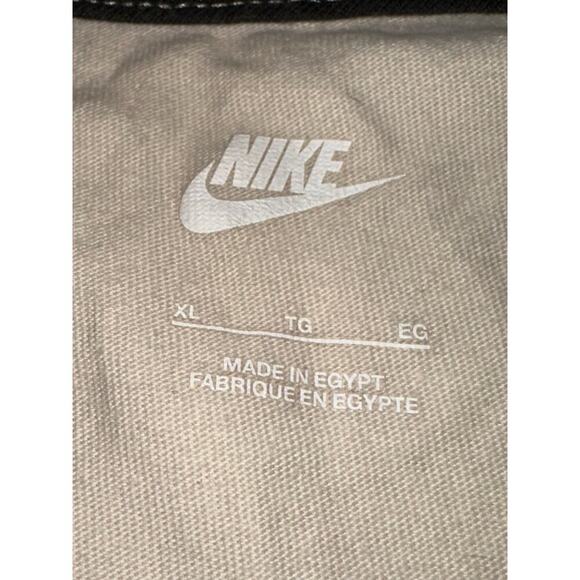 NIKE
XL TG EG
MADE IN EGYPT
FABRIQUE EN EGYPTE